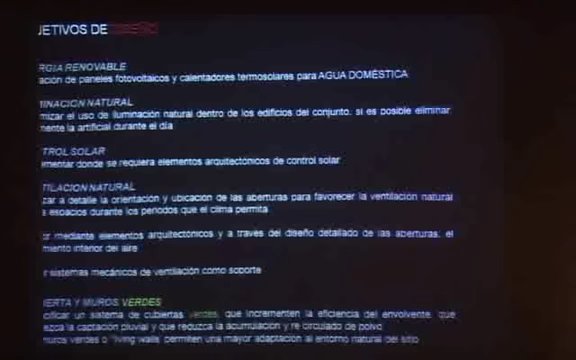 JETIVOS DE DISEÑO
RGIA RENOVABLE
ación de paneles fotovoltaicos y calentadores termosolares para AGUA DOMÉSTICA
MINACION NATURAL
mizar el uso de iluminación natural dentro de los edificios del conjunto, si es posible eliminar
mente la artificial durante el día
TROL SOLAR
ementar donde se requiera elementos arquitectónicos de control solar
TILACION NATURAL
zar a detalle la orientación y ubicación de las aberturas para favorecer la ventilación natural
s espacios durante los periodos que el clima permita
or mediante elementos arquitectónicos y a través del diseño detallado de las aberturas, el
miento interior del aire
r sistemas mecánicos de ventilación como soporte
IERTA Y MUROS VERDES
cificar un sistema de cubiertas verdes, que incrementen la eficiencia del envolvente, que
ezca la captación pluvial y que reduzca la acumulación y re circulado de polvo
muros verdes o living walls permiten una mayor adaptación al entorno natural del sitio